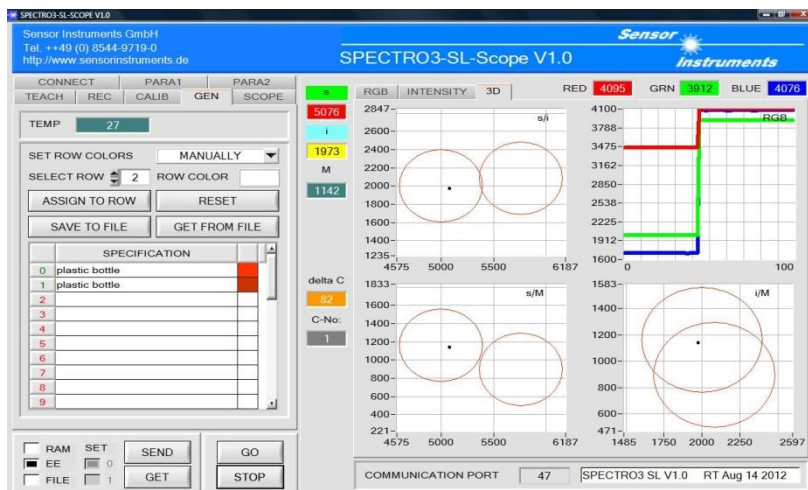 SPECTRO3-SL-SCOPE V1.0
Sensor Instruments GmbH
Tel. ++49 (0) 8544-9719-0
http://www.sensorinstruments.de
SPECTRO3-SL-Scope V1.0
Sensor
Instruments
CONNECT PARA1 PARA2
TEACH REC CALIB GEN SCOPE
TEMP 27
SET ROW COLORS MANUALLY
SELECT ROW 2 ROW COLOR
ASSIGN TO ROW RESET
SAVE TO FILE GET FROM FILE
SPECIFICATION
0 plastic bottle
1 plastic bottle
2
3
4
5
6
7
8
9
RAM SET SEND GO
EE 0
FILE 1 GET STOP
s
5076
i
1973
M
1142
delta C
82
C-No:
1
RGB INTENSITY 3D RED 4095 GRN 3912 BLUE 4076
s/i
2847-
2600-
2400-
2200-
2000-
1800-
1600-
1400-
1235-
4575 5000 5500 6187
RGB
4100-
3788-
3475-
3162-
2850-
2538-
2225-
1912-
1600-
0 100
s/M
1833-
1600-
1400-
1200-
1000-
800-
600-
400-
221-
4575 5000 5500 6187
i/M
1583-
1400-
1200-
1000-
800-
600-
471-
1485 1750 2000 2250 2597
COMMUNICATION PORT 47 SPECTRO3 SL V1.0 RT Aug 14 2012